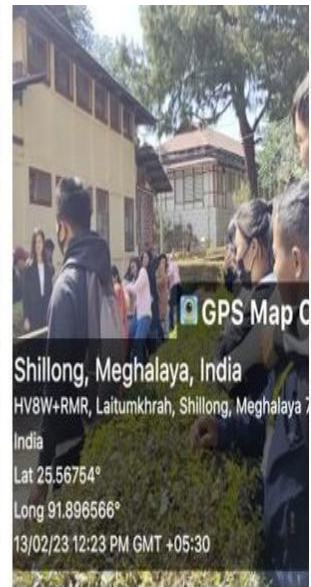 GPS Map C
Shillong, Meghalaya, India
HV8W+RMR, Laitumkhrah, Shillong, Meghalaya 7
India
Lat 25.56754°
Long 91.896566°
13/02/23 12:23 PM GMT +05:30